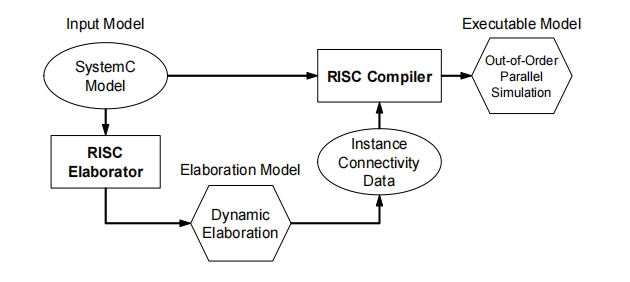 Input Model
Executable Model
SystemC
Model
RISC Compiler
Out-of-Order
Parallel
Simulation
RISC
Elaborator
Instance
Connectivity
Data
Elaboration Model
Dynamic
Elaboration